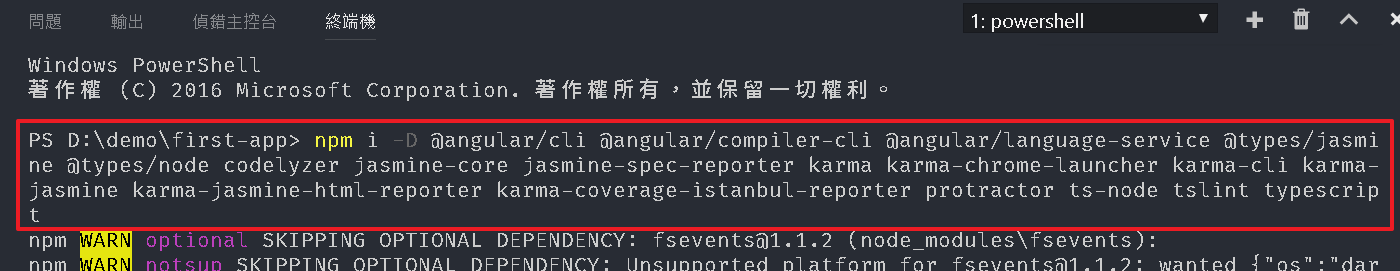 問題 輸出 偵錯主控台 終端機 1: powershell
Windows PowerShell
著作權 (C) 2016 Microsoft Corporation. 著作權所有，並保留一切權利。
PS D:\demo\first-app> npm i -D @angular/cli @angular/compiler-cli @angular/language-service @types/jasmi
ne @types/node codelyzer jasmine-core jasmine-spec-reporter karma karma-chrome-launcher karma-cli karma-
jasmine karma-jasmine-html-reporter karma-coverage-istanbul-reporter protractor ts-node tslint typescrip
t
npm WARN optional SKIPPING OPTIONAL DEPENDENCY: fsevents@1.1.2 (node_modules\fsevents):
npm WARN notsup SKIPPING OPTIONAL DEPENDENCY: Unsupported platform for fsevents@1.1.2: wanted {"os":"dar